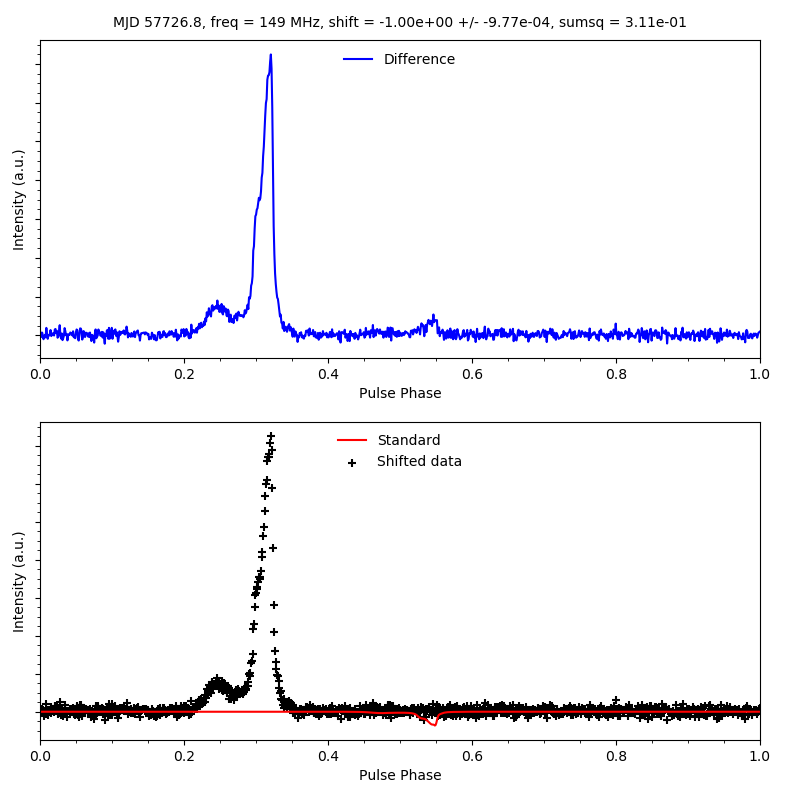 MJD 57726.8, freq = 149 MHz, shift = -1.00e+00 +/- -9.77e-04, sumsq = 3.11e-01
Difference
Intensity (a.u.)
0.0 0.2 0.4 0.6 0.8 1.0
Pulse Phase
Standard
Shifted data
Intensity (a.u.)
0.0 0.2 0.4 0.6 0.8 1.0
Pulse Phase